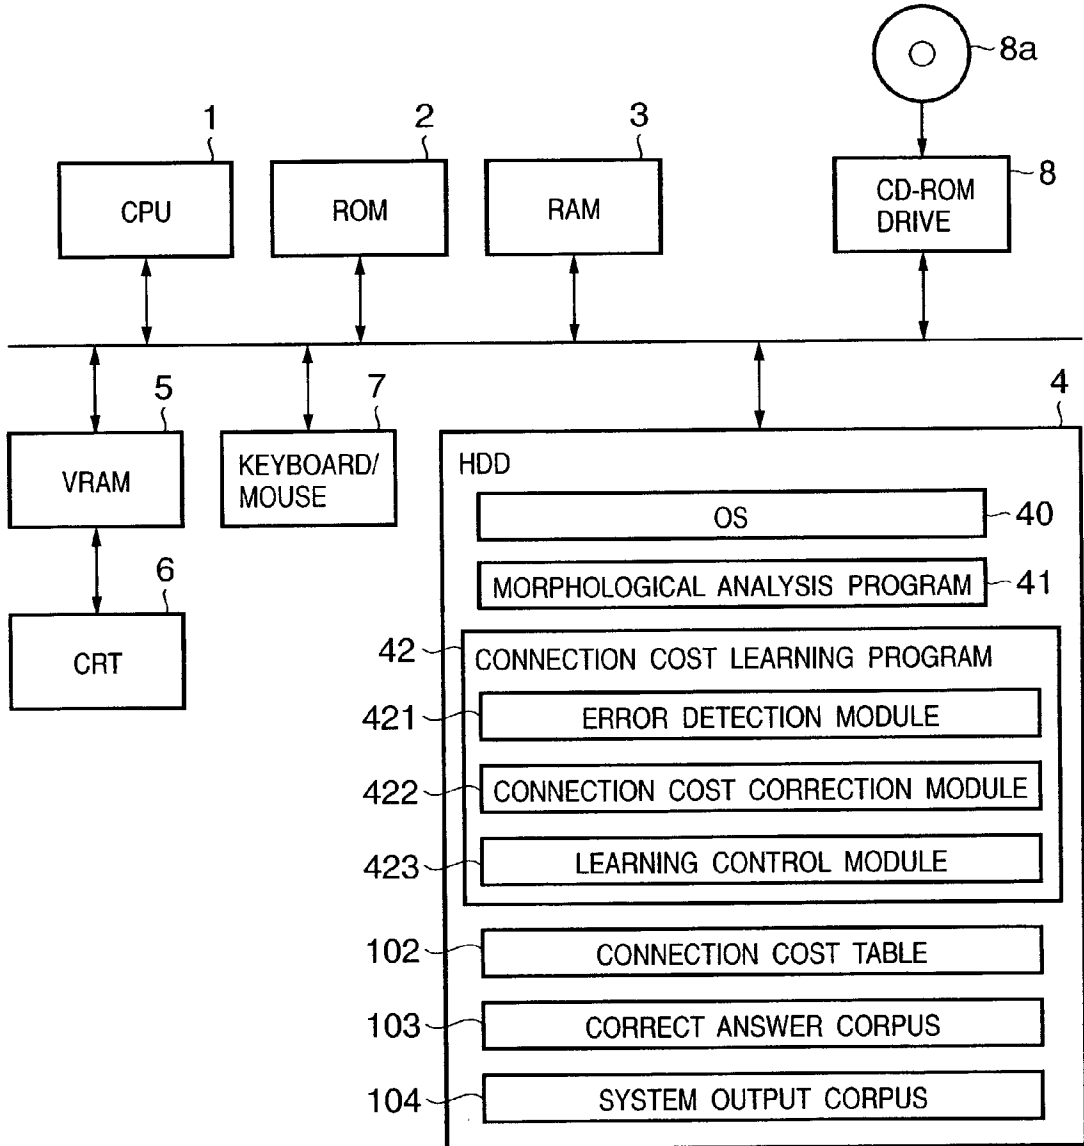 8a
1
2
3
8
CPU
ROM
RAM
CD-ROM
DRIVE
5
7
4
VRAM
KEYBOARD/
MOUSE
HDD
OS
40
6
MORPHOLOGICAL ANALYSIS PROGRAM
41
CRT
42
CONNECTION COST LEARNING PROGRAM
421
ERROR DETECTION MODULE
422
CONNECTION COST CORRECTION MODULE
423
LEARNING CONTROL MODULE
102
CONNECTION COST TABLE
103
CORRECT ANSWER CORPUS
104
SYSTEM OUTPUT CORPUS